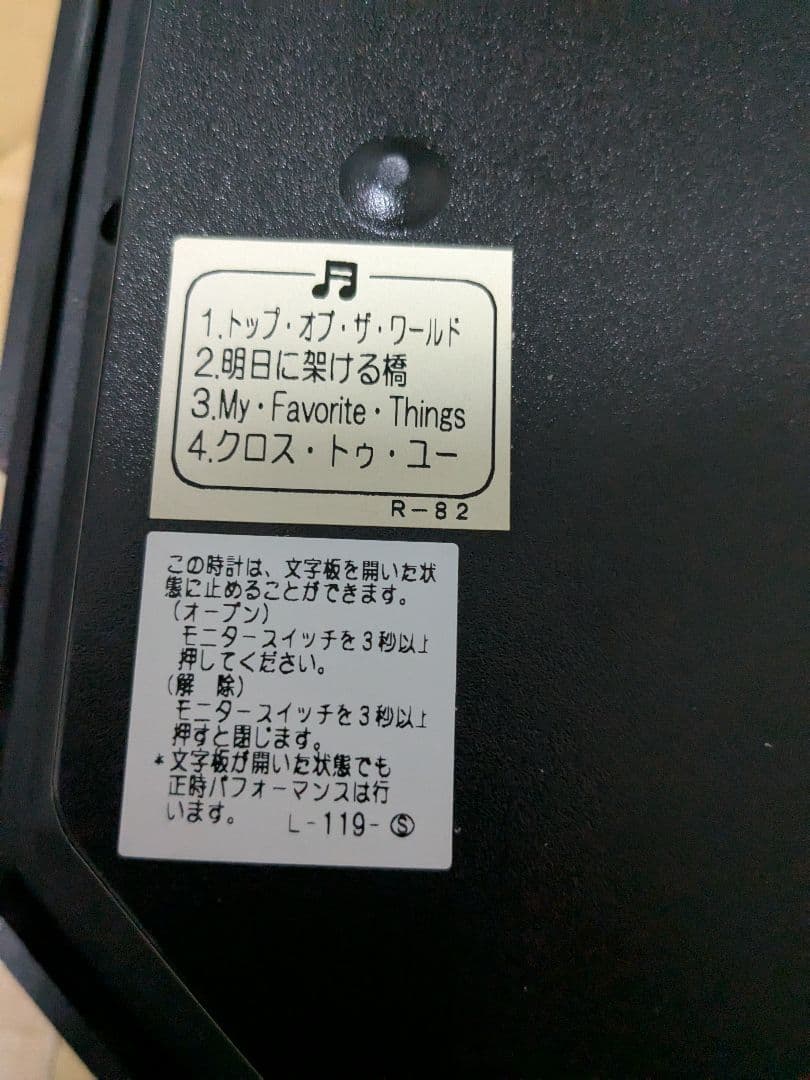 1.トップ・オブ・ザ・ワールド
2.明日に架ける橋
3.My・Favorite・Things
4.クロス・トゥ・ユー
R-82
この時計は、文字板を開いた状
態に止めることができます。
(オープン)
モニタースイッチを3秒以上
押してください。
(解 除)
モニタースイッチを3秒以上
押すと閉じます。
*文字板が開いた状態でも
正時パフォーマンスは行
います。 L-119-Ⓢ